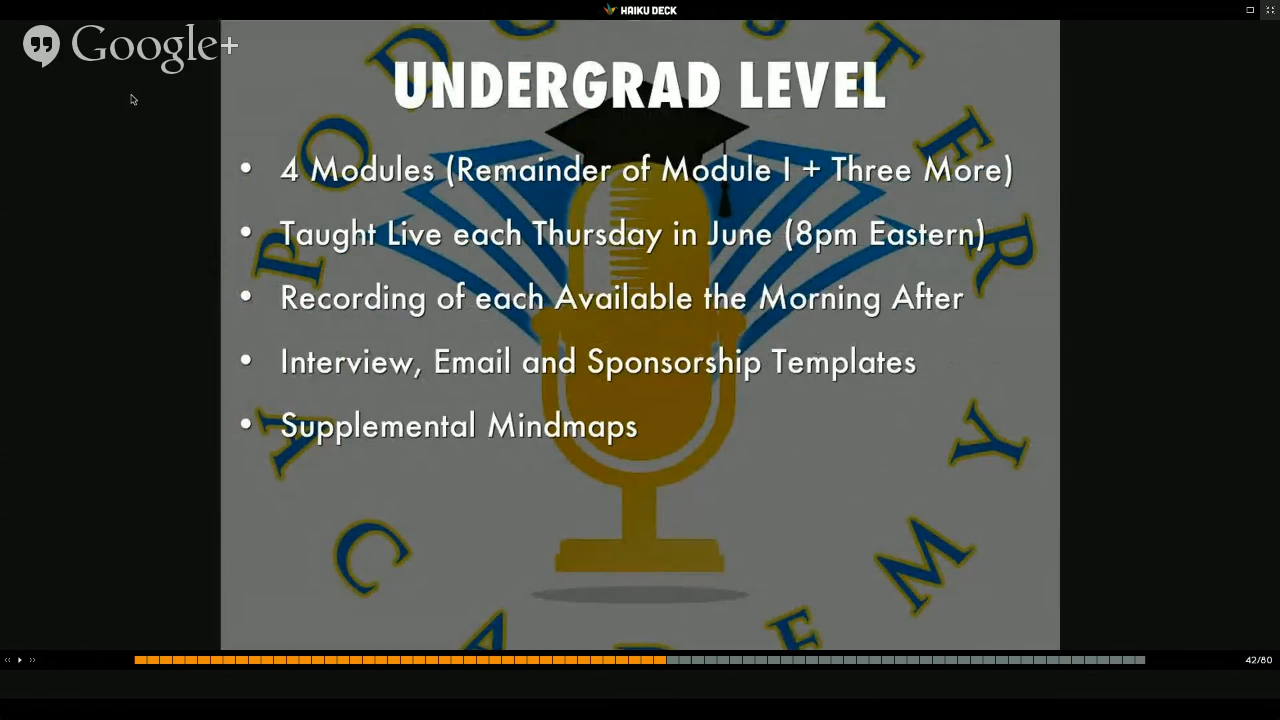 HAIKU DECK
Google+
UNDERGRAD LEVEL
• 4 Modules (Remainder of Module I + Three More)
• Taught Live each Thursday in June (8pm Eastern)
• Recording of each Available the Morning After
• Interview, Email and Sponsorship Templates
• Supplemental Mindmaps
42/80